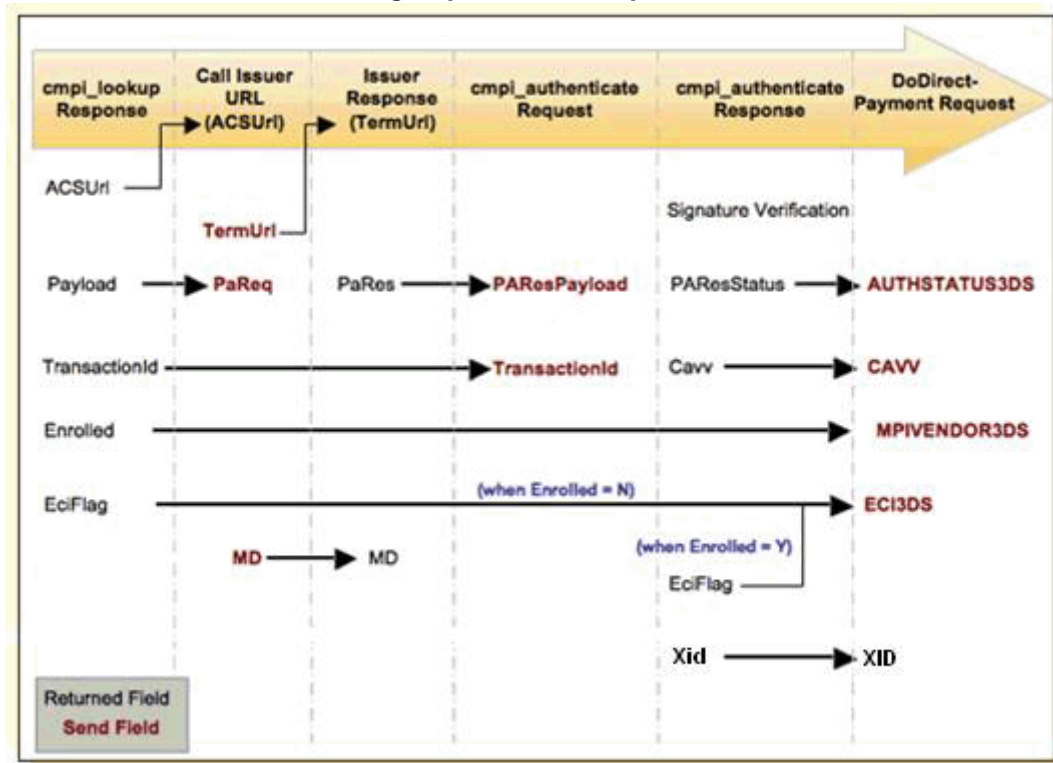 cmpi_lookup
Response
Call Issuer
URL
(ACSUrl)
Issuer
Response
(TermUrl)
cmpi_authenticate
Request
cmpi_authenticate
Response
DoDirect-
Payment Request
ACSUrl
TermUrl
Signature Verification
Payload
PaReq
PaRes
PAResPayload
PAResStatus
AUTHSTATUS3DS
TransactionId
TransactionId
Cavv
CAVV
Enrolled
MPIVENDOR3DS
EciFlag
(when Enrolled = N)
ECI3DS
MD
MD
(when Enrolled = Y)
EciFlag
Xid
XID
Returned Field
Send Field